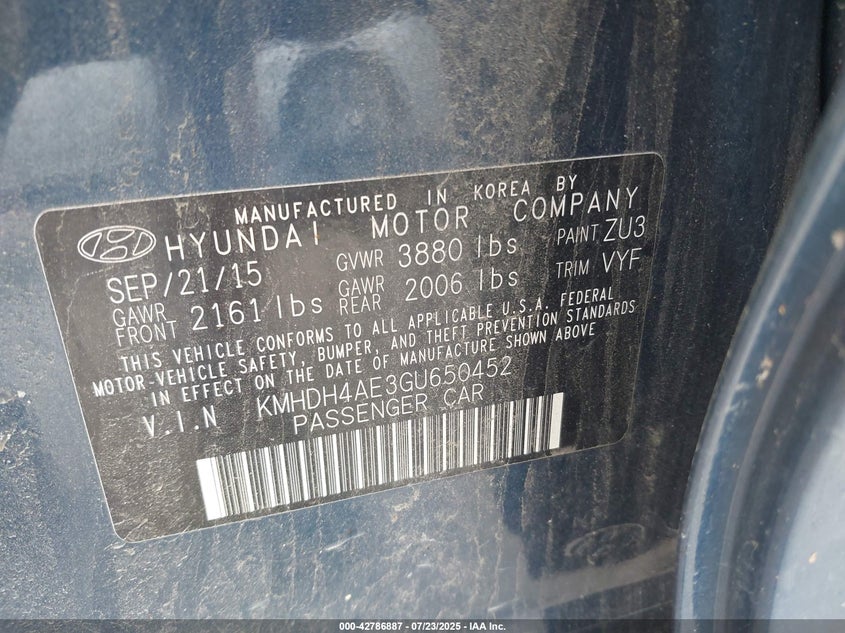 MANUFACTURED IN KOREA BY
HYUNDAI MOTOR COMPANY
SEP/21/15 GVWR 3880 lbs PAINT ZU3
GAWR FRONT 2161 lbs GAWR REAR 2006 lbs TRIM VYF
THIS VEHICLE CONFORMS TO ALL APPLICABLE U.S.A. FEDERAL
MOTOR-VEHICLE SAFETY, BUMPER, AND THEFT PREVENTION STANDARDS
IN EFFECT ON THE DATE OF MANUFACTURE SHOWN ABOVE
V.I.N KMHDH4AE3GU650452
PASSENGER CAR
000-42786887 - 07/23/2025 - IAA Inc.